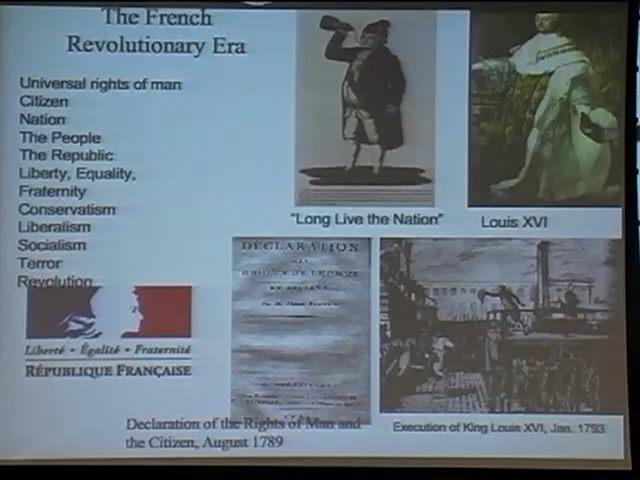 The French
Revolutionary Era
Universal rights of man
Citizen
Nation
The People
The Republic
Liberty, Equality,
Fraternity
Conservatism
Liberalism
Socialism
Terror
Revolution
"Long Live the Nation"
Louis XVI
Liberté • Égalité • Fraternité
RÉPUBLIQUE FRANÇAISE
DÉCLARATION
Declaration of the Rights of Man and
the Citizen, August 1789
Execution of King Louis XVI, Jan. 1793